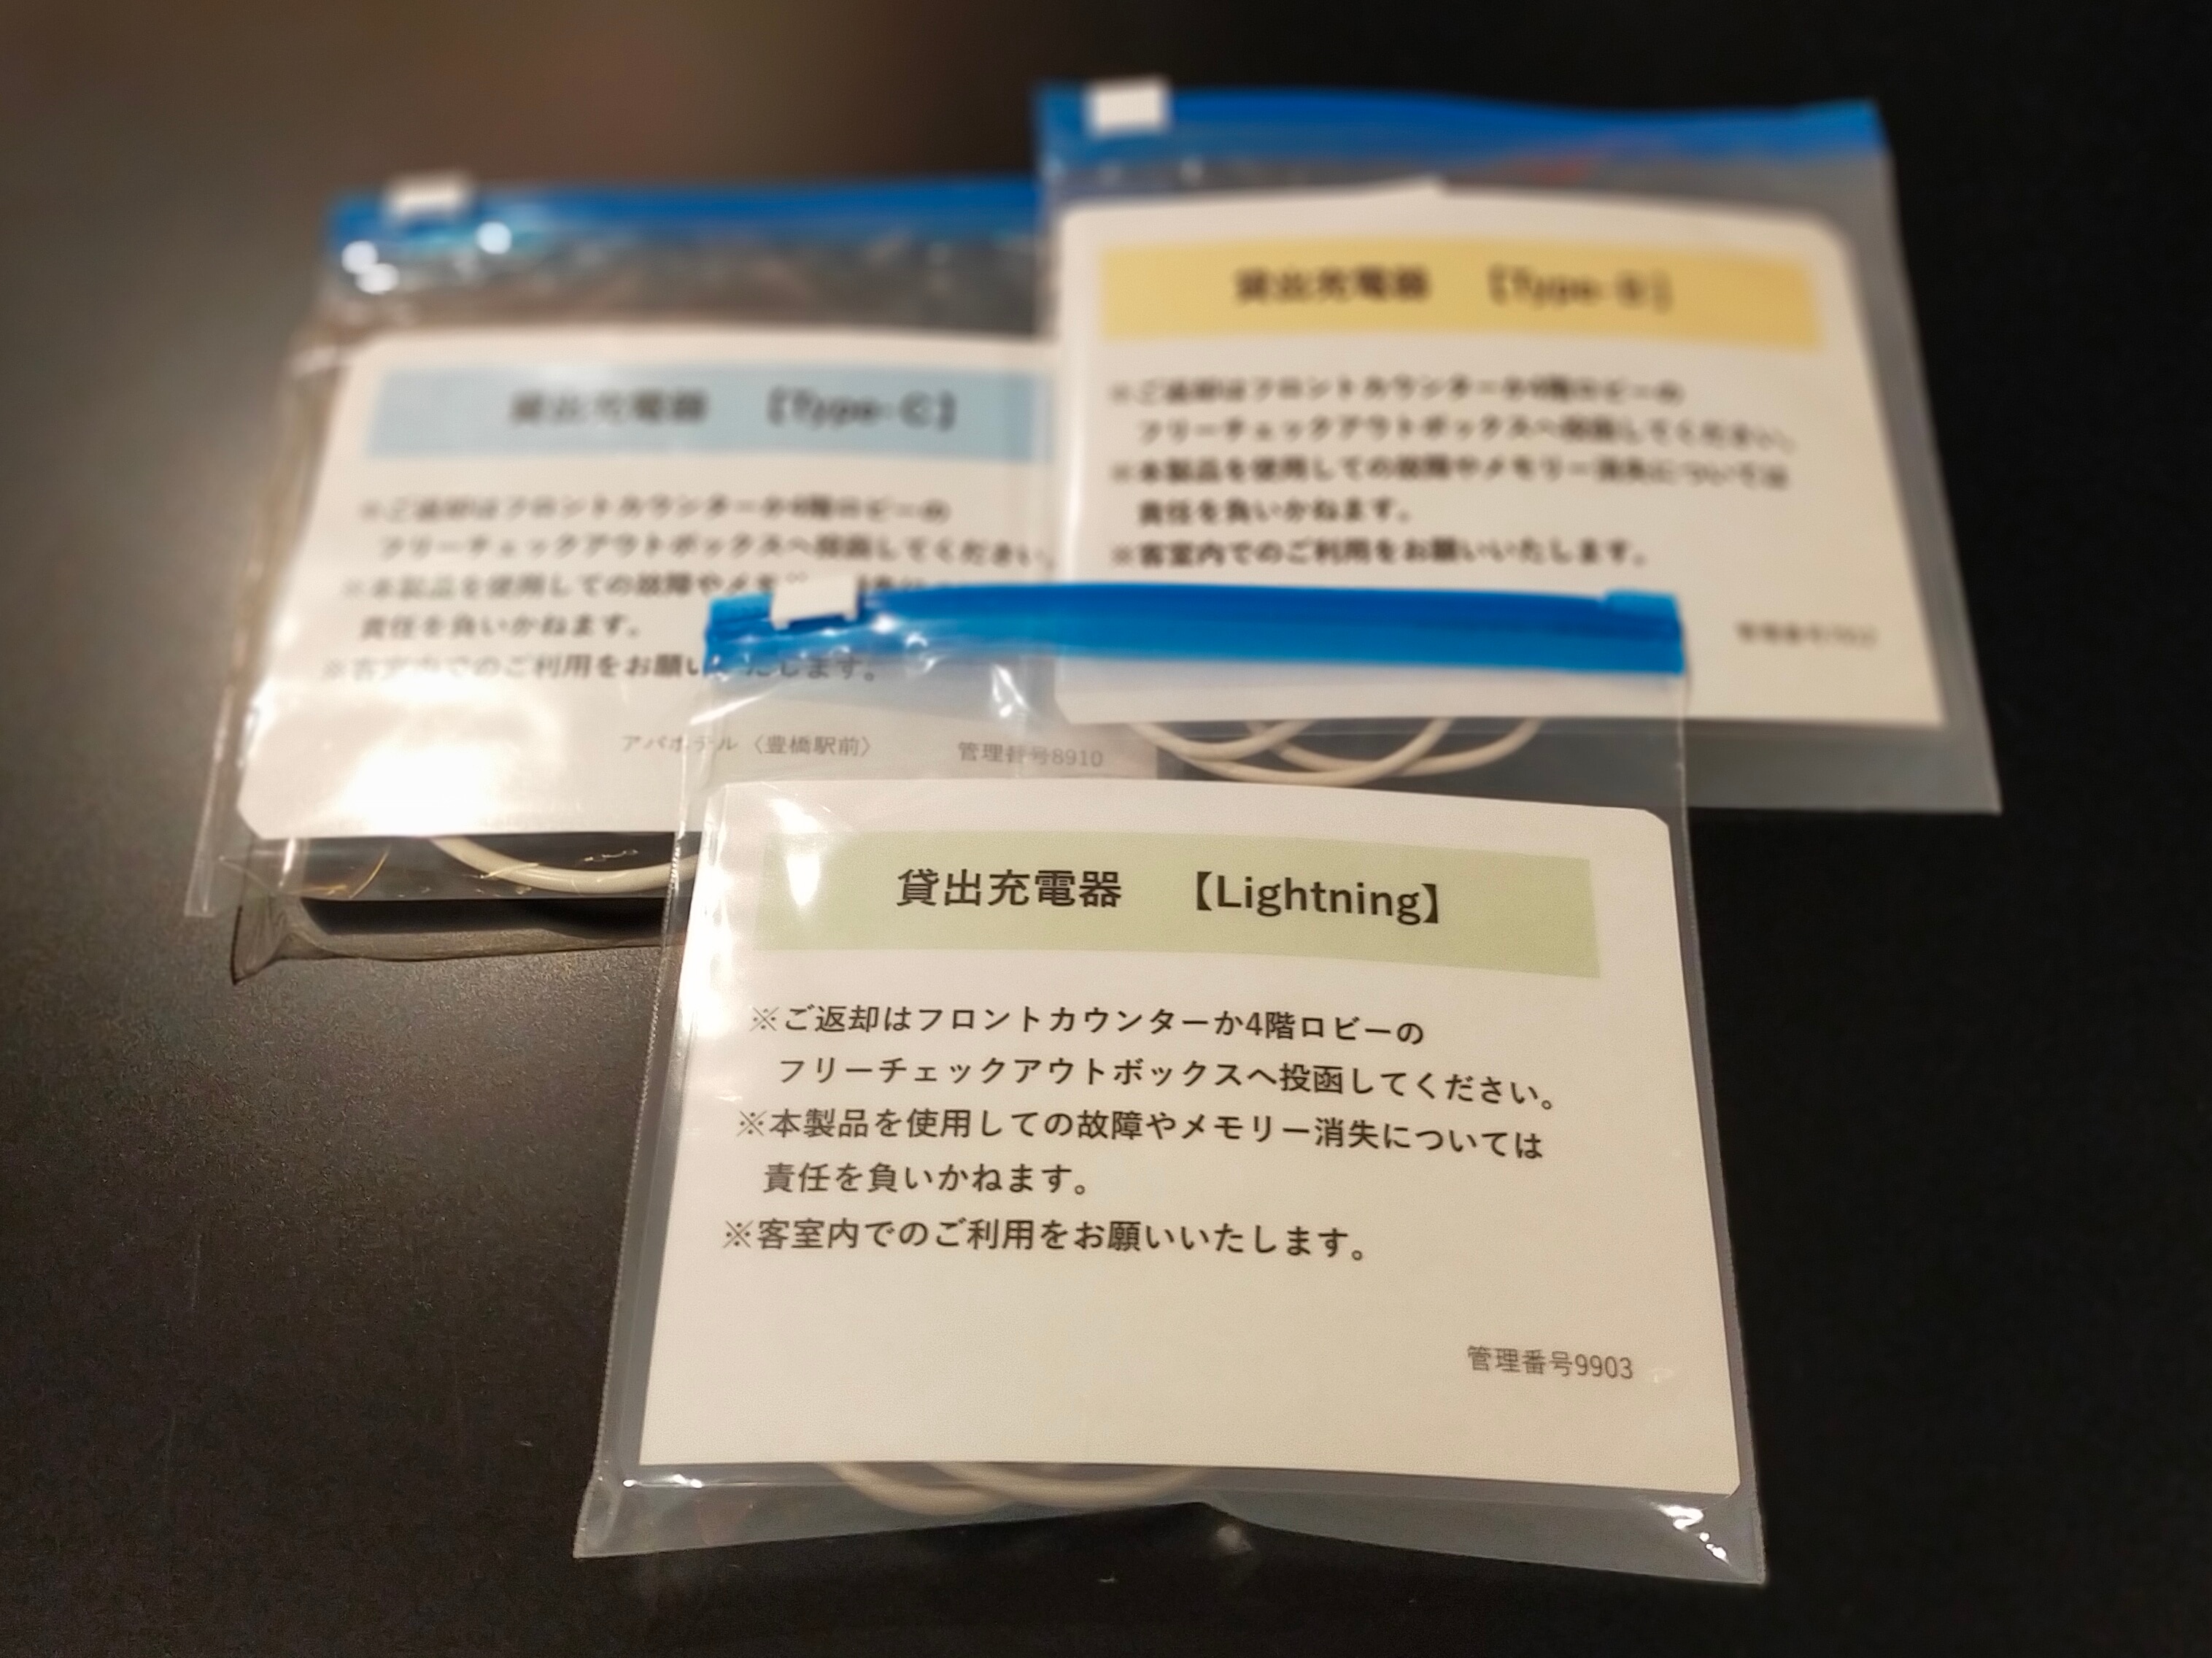 貸出充電器 【Type-C】
※ご返却はフロントカウンターか4階ロビーの
フリーチェックアウトボックスへ投函してください。
※本製品を使用しての故障やメモ
責任を負いかねます。
※客室内でのご利用をお願いいたします。
アパホテル〈豊橋駅前〉 管理番号8910
貸出充電器 【Type-B】
※ご返却はフロントカウンターか4階ロビーの
フリーチェックアウトボックスへ投函してください。
※本製品を使用しての故障やメモリー消失については
責任を負いかねます。
※客室内でのご利用をお願いいたします。
貸出充電器 【Lightning】
※ご返却はフロントカウンターか4階ロビーの
フリーチェックアウトボックスへ投函してください。
※本製品を使用しての故障やメモリー消失については
責任を負いかねます。
※客室内でのご利用をお願いいたします。
管理番号9903